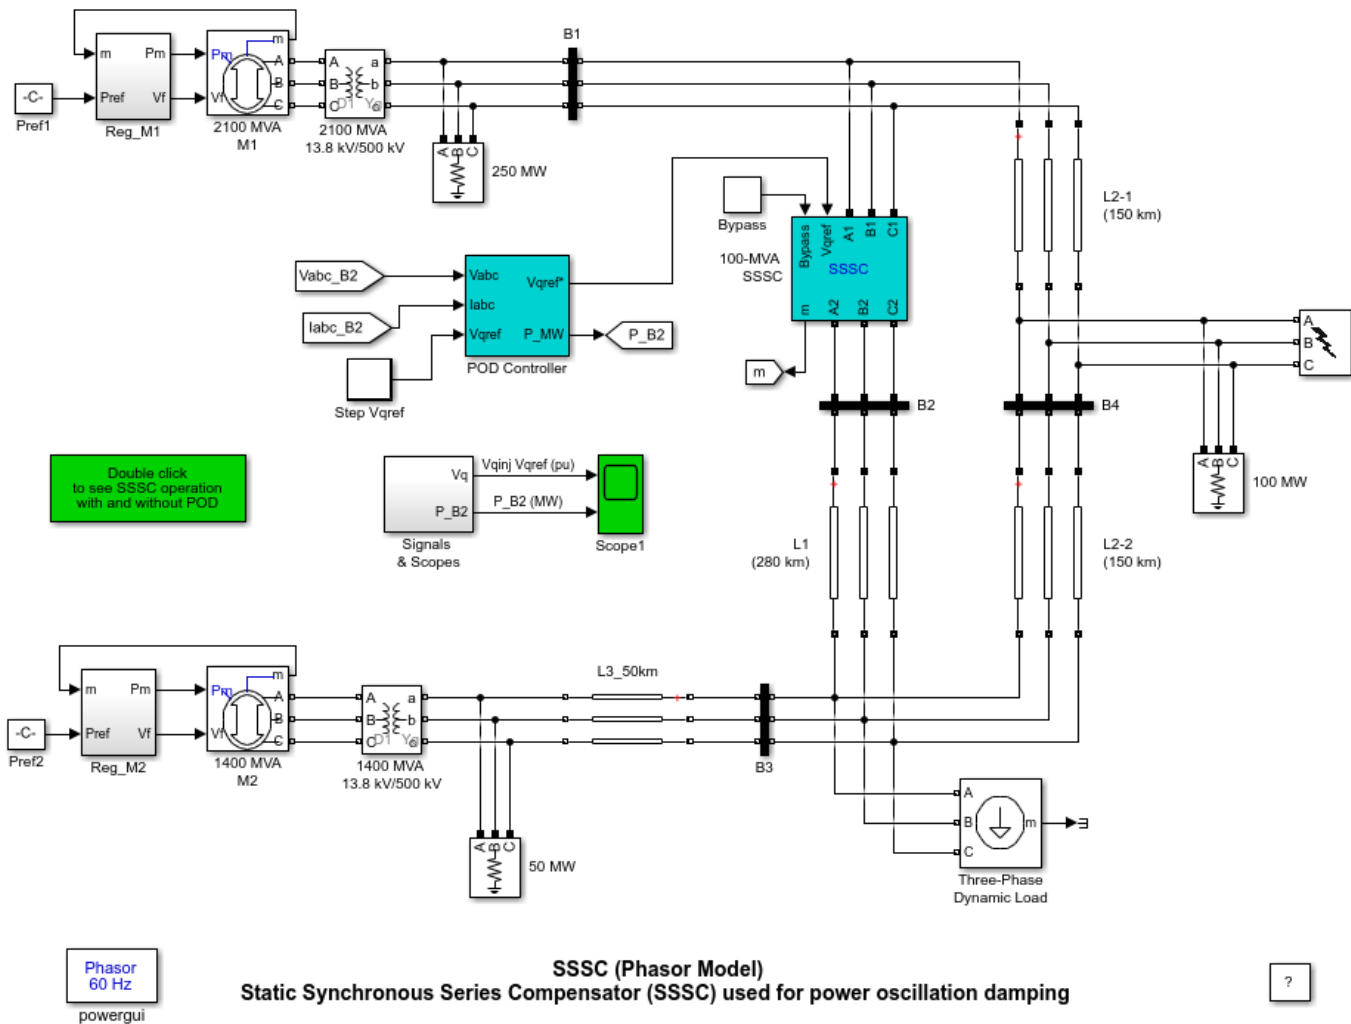 B1
m
Pm
Pref
Vf
-C-
Pref1
Reg_M1
Pm
m
A
B
C
Vf
2100 MVA
M1
A
B
C
a
b
c
D1
Yg
2100 MVA
13.8 kV/500 kV
A
B
C
250 MW
Bypass
100-MVA
SSSC
Bypass
Vqref
A1
B1
C1
SSSC
m
A2
B2
C2
m
L2-1
(150 km)
Vabc_B2
Iabc_B2
Vabc
Iabc
Vqref
Vqref*
P_MW
P_B2
POD Controller
Step Vqref
A
B
C
B2
B4
A
B
C
100 MW
Double click
to see SSSC operation
with and without POD
Vq
P_B2
Vqinj Vqref (pu)
P_B2 (MW)
Signals
& Scopes
Scope1
L1
(280 km)
L2-2
(150 km)
m
Pm
Pref
Vf
-C-
Pref2
Reg_M2
Pm
m
A
B
C
Vf
1400 MVA
M2
A
B
C
a
b
c
D1
Yg
1400 MVA
13.8 kV/500 kV
L3_50km
B3
A
B
C
50 MW
A
B
C
m
Three-Phase
Dynamic Load
Phasor
60 Hz
powergui
SSSC (Phasor Model)
Static Synchronous Series Compensator (SSSC) used for power oscillation damping
?